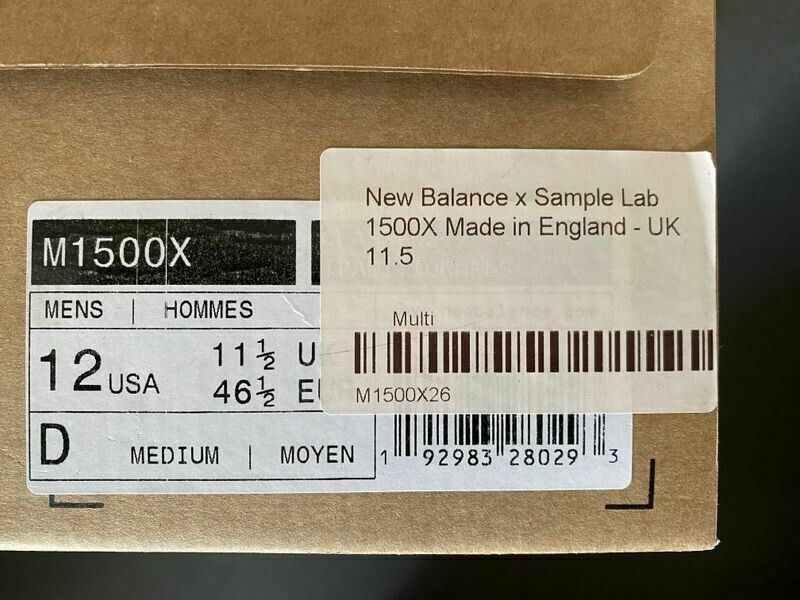 New Balance x Sample Lab
1500X Made in England - UK
11.5
Multi
M1500X26
M1500X
MENS | HOMMES
12 USA
11½ U
46½ E
D MEDIUM | MOYEN
1 92983 28029 3